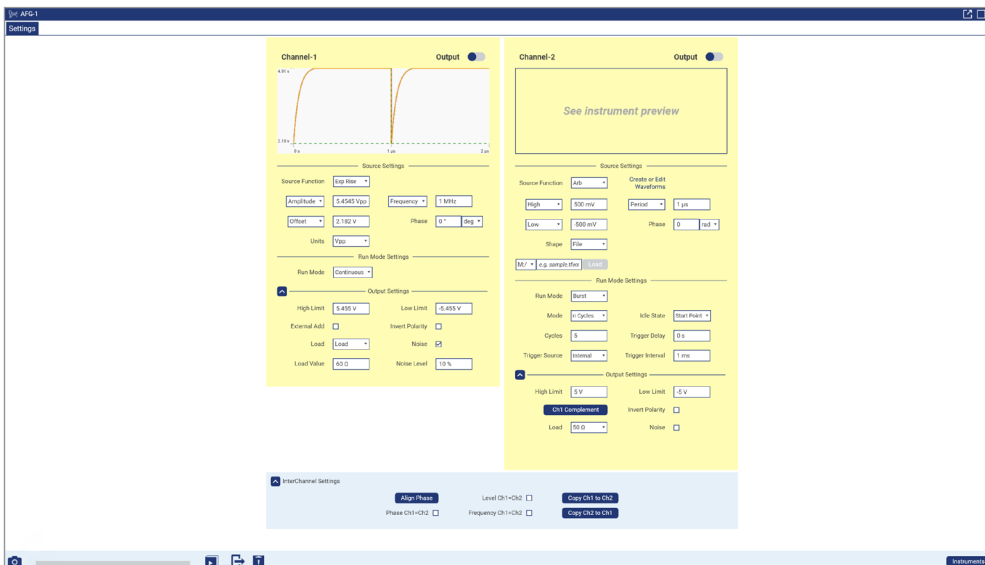 AFG-1
Settings
Channel-1 Output
4.91 v
2.18 v
0 s 1 µs 2 µs
Source Settings
Source Function Exp Rise
Amplitude 5.4545 Vpp Frequency 1 MHz
Offset 2.182 V Phase 0 ° deg
Units Vpp
Run Mode Settings
Run Mode Continuous
Output Settings
High Limit 5.455 V Low Limit -5.455 V
External Add Invert Polarity
Load Load Noise
Load Value 60 Ω Noise Level 10 %
Channel-2 Output
See instrument preview
Source Settings
Source Function Arb Create or Edit
Waveforms
High 500 mV Period 1 µs
Low -500 mV Phase 0 rad
Shape File
M:/ e.g. sample.tfwx Load
Run Mode Settings
Run Mode Burst
Mode n Cycles Idle State Start Point
Cycles 5 Trigger Delay 0 s
Trigger Source Internal Trigger Interval 1 ms
Output Settings
High Limit 5 V Low Limit -5 V
Ch1 Complement Invert Polarity
Load 50 Ω Noise
InterChannel Settings
Align Phase Level Ch1=Ch2 Copy Ch1 to Ch2
Phase Ch1=Ch2 Frequency Ch1=Ch2 Copy Ch2 to Ch1
Instruments